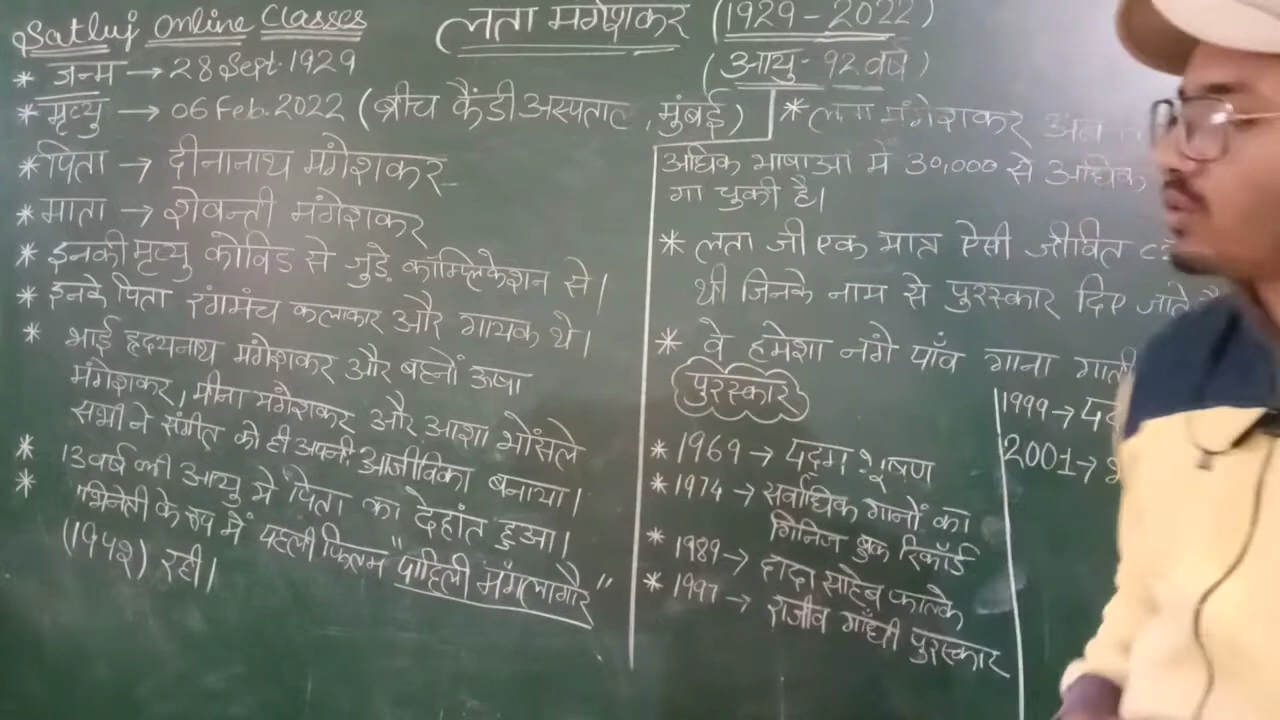 Satluj Online Classes
लता मंगेशकर (1929 - 2022)
(आयु - 92 वर्ष)
* जन्म → 28 Sept. 1929
* मृत्यु → 06 Feb. 2022 (ब्रीच कैंडी अस्पताल, मुंबई)
* पिता → दीनानाथ मंगेशकर
* माता → शेवन्ती मंगेशकर
* इनकी मृत्यु कोविड से जुड़े काम्प्लिकेशन से।
* इनके पिता रंगमंच कलाकार और गायक थे।
* भाई हृदयनाथ मंगेशकर और बहनों ऊषा
मंगेशकर, मीना मंगेशकर और आशा भोंसले
सभी ने संगीत को ही अपनी आजीविका बनाया।
* 13 वर्ष की आयु में पिता का देहांत हुआ।
* के रूप में पहली फिल्म "पाहिली मंगलागौर"
(१९४२) रही।
* लता मंगेशकर अब
अधिक भाषाओं में 30,000 से अधिक
गा चुकी है।
* लता जी एक मात्र ऐसी जीवित
थी जिनके नाम से पुरस्कार दिए जाते
* वे हमेशा नंगे पाँव गाना गाती
पुरस्कार
* 1969 → पद्म भूषण
* 1974 → सर्वाधिक गानों का
गिनिज बुक रिकॉर्ड
* 1989 → दादा साहेब फाल्के
* 1997 → राजीव गाँधी पुरस्कार
1999 →
2001 →